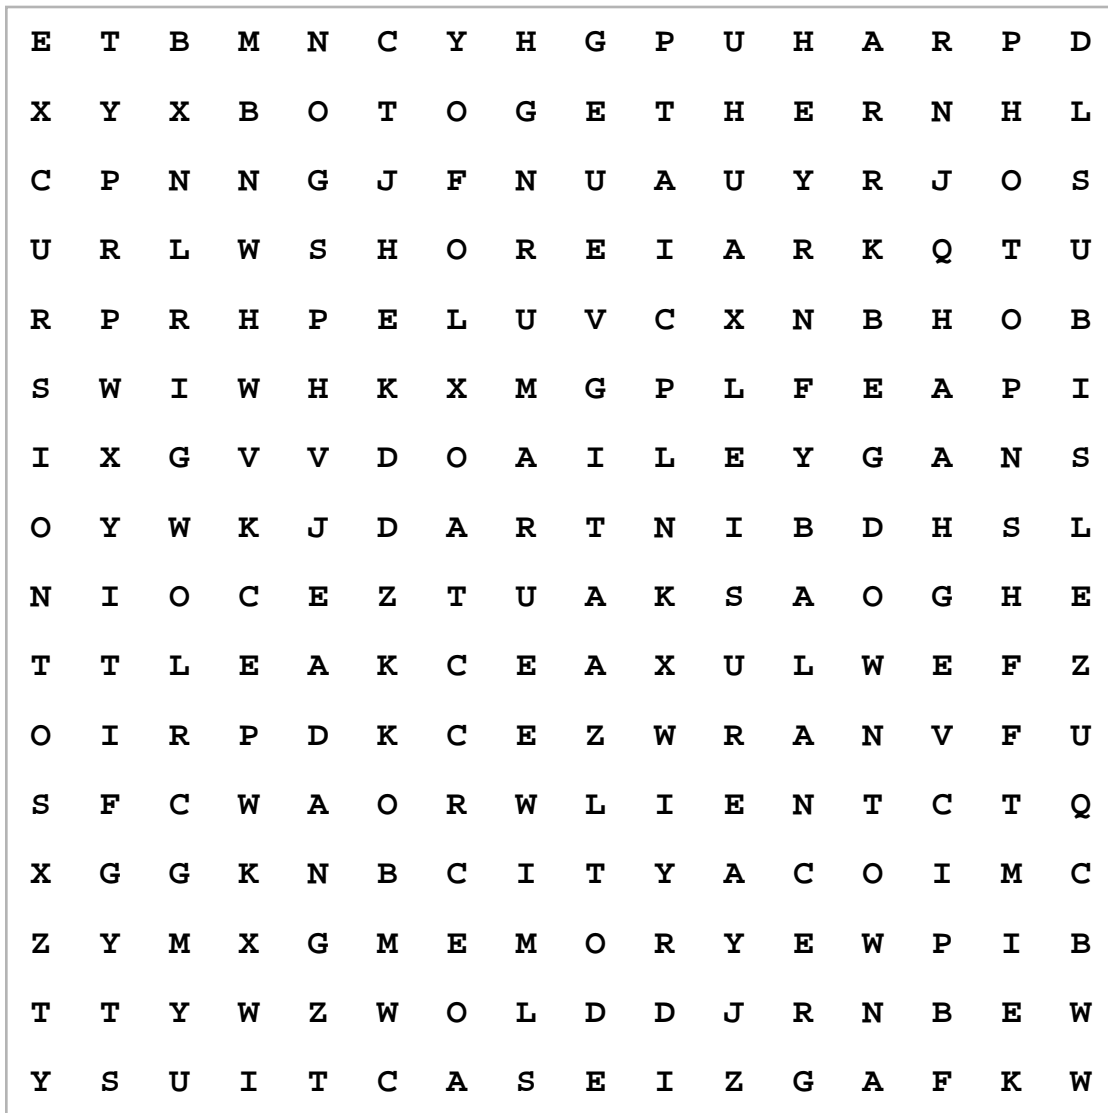 E T B M N C Y H G P U H A R P D
X Y X B O T O G E T H E R N H L
C P N N G J F N U A U Y R J O S
U R L W S H O R E I A R K Q T U
R P R H P E L U V C X N B H O B
S W I W H K X M G P L F E A P I
I X G V V D O A I L E Y G A N S
O Y W K J D A R T N I B D H S L
N I O C E Z T U A K S A O G H E
T T L E A K C E A X U L W E F Z
O I R P D K C E Z W R A N V F U
S F C W A O R W L I E N T C T Q
X G G K N B C I T Y A C O I M C
Z Y M X G M E M O R Y E W P I B
T T Y W Z W O L D D J R N B E W
Y S U I T C A S E I Z G A F K W